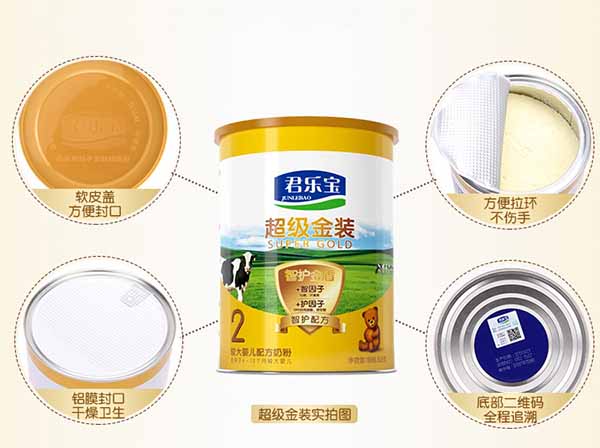 君乐宝
JUNLEBAO
超级金装
SUPER GOLD
智护金盾
+智因子
+护因子
智护配方
2
较大婴儿配方奶粉
超级金装实拍图
软皮盖
方便封口
方便拉环
不伤手
铝膜封口
干燥卫生
底部二维码
全程追溯